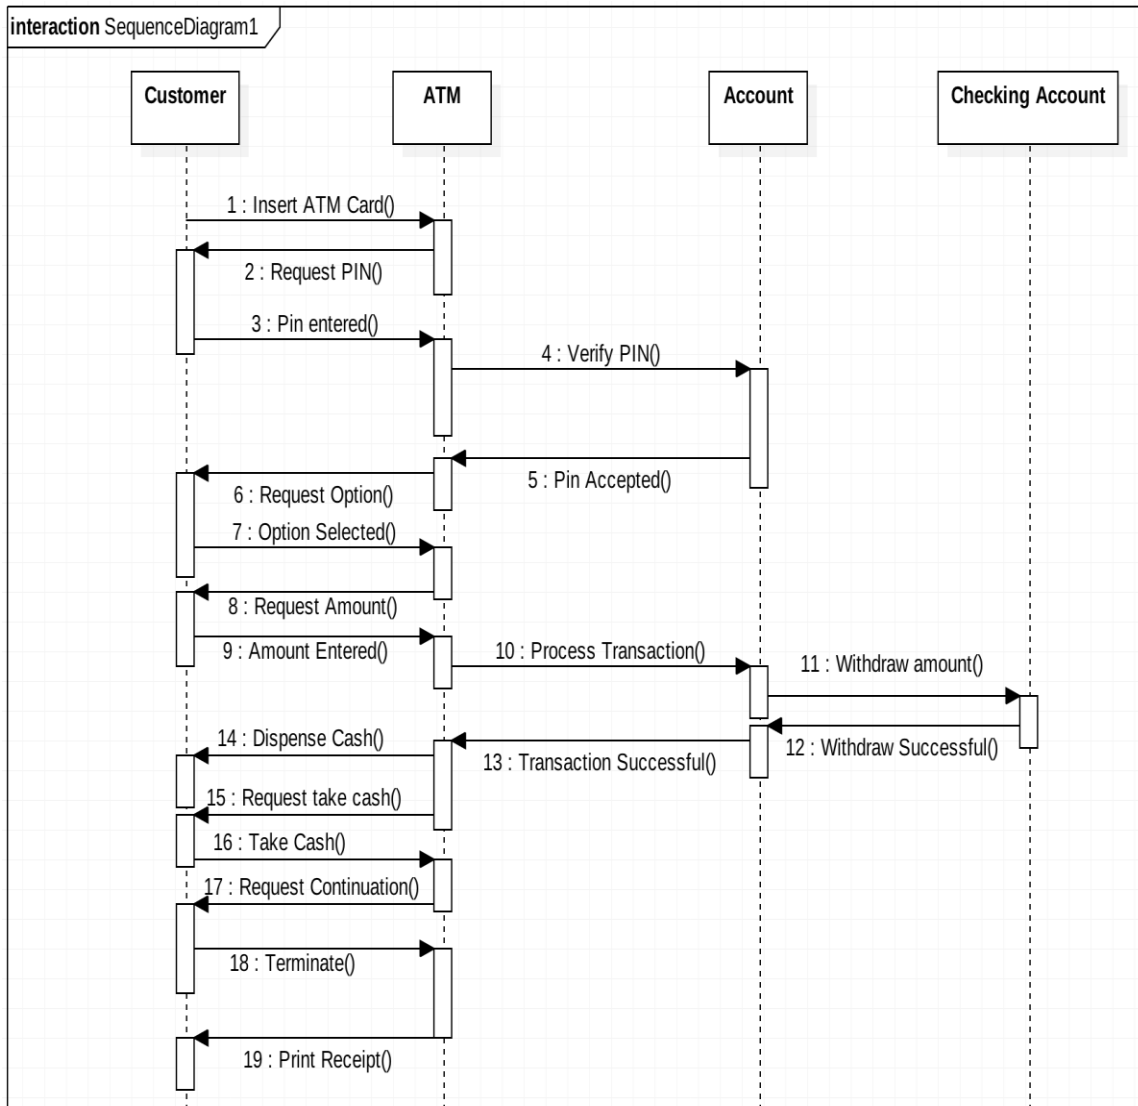 interaction SequenceDiagram1
Customer
ATM
Account
Checking Account
1 : Insert ATM Card()
2 : Request PIN()
3 : Pin entered()
4 : Verify PIN()
5 : Pin Accepted()
6 : Request Option()
7 : Option Selected()
8 : Request Amount()
9 : Amount Entered()
10 : Process Transaction()
11 : Withdraw amount()
12 : Withdraw Successful()
13 : Transaction Successful()
14 : Dispense Cash()
15 : Request take cash()
16 : Take Cash()
17 : Request Continuation()
18 : Terminate()
19 : Print Receipt()